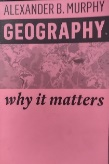 ALEXANDER B. MURPHY
GEOGRAPHY
why it matters